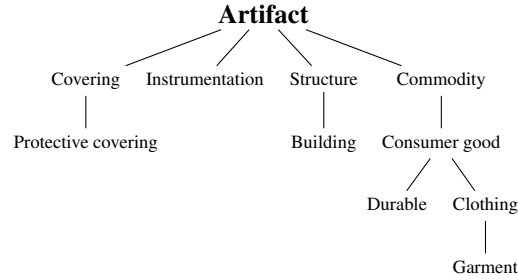 Artifact
Covering Instrumentation Structure Commodity
Protective covering Building Consumer good
Durable Clothing
Garment